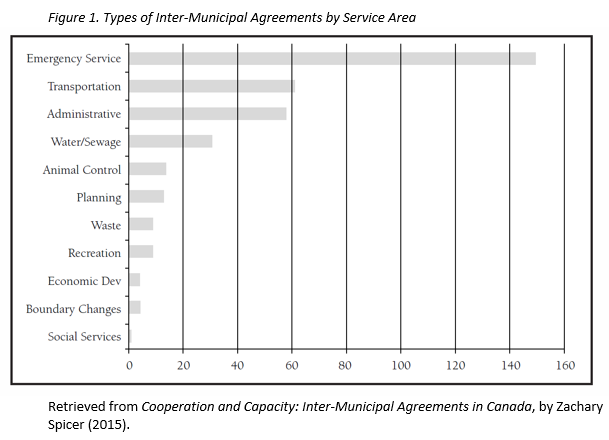 Figure 1. Types of Inter-Municipal Agreements by Service Area
Emergency Service
Transportation
Administrative
Water/Sewage
Animal Control
Planning
Waste
Recreation
Economic Dev
Boundary Changes
Social Services
0 20 40 60 80 100 120 140 160
Retrieved from Cooperation and Capacity: Inter-Municipal Agreements in Canada, by Zachary
Spicer (2015).